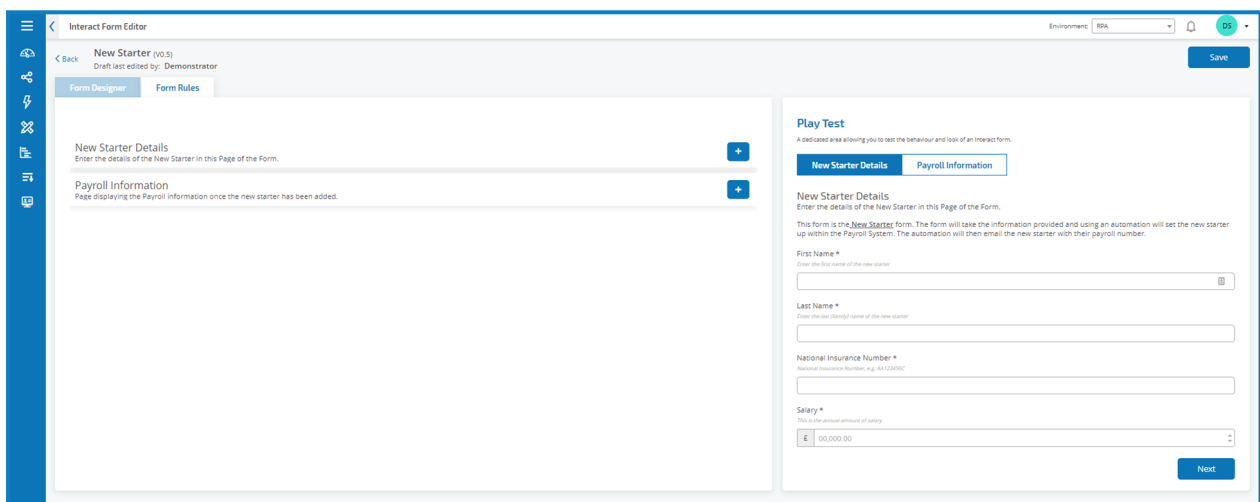 Interact Form Editor
Environment: RPA
DS
Back
New Starter (V0.5)
Draft last edited by: Demonstrator
Save
Form Designer
Form Rules
New Starter Details
Enter the details of the New Starter in this Page of the Form.
+
Payroll Information
Page displaying the Payroll information once the new starter has been added.
+
Play Test
A dedicated area allowing you to test the behaviour and look of an Interact form.
New Starter Details
Payroll Information
New Starter Details
Enter the details of the New Starter in this Page of the Form.
This form is the New Starter form. The form will take the information provided and using an automation will set the new starter
up within the Payroll System. The automation will then email the new starter with their payroll number.
First Name *
Enter the first name of the new starter
Last Name *
Enter the last (family) name of the new starter
National Insurance Number *
National Insurance Number, e.g. AA123456C
Salary *
This is the annual amount of salary
£ 00,000.00
Next